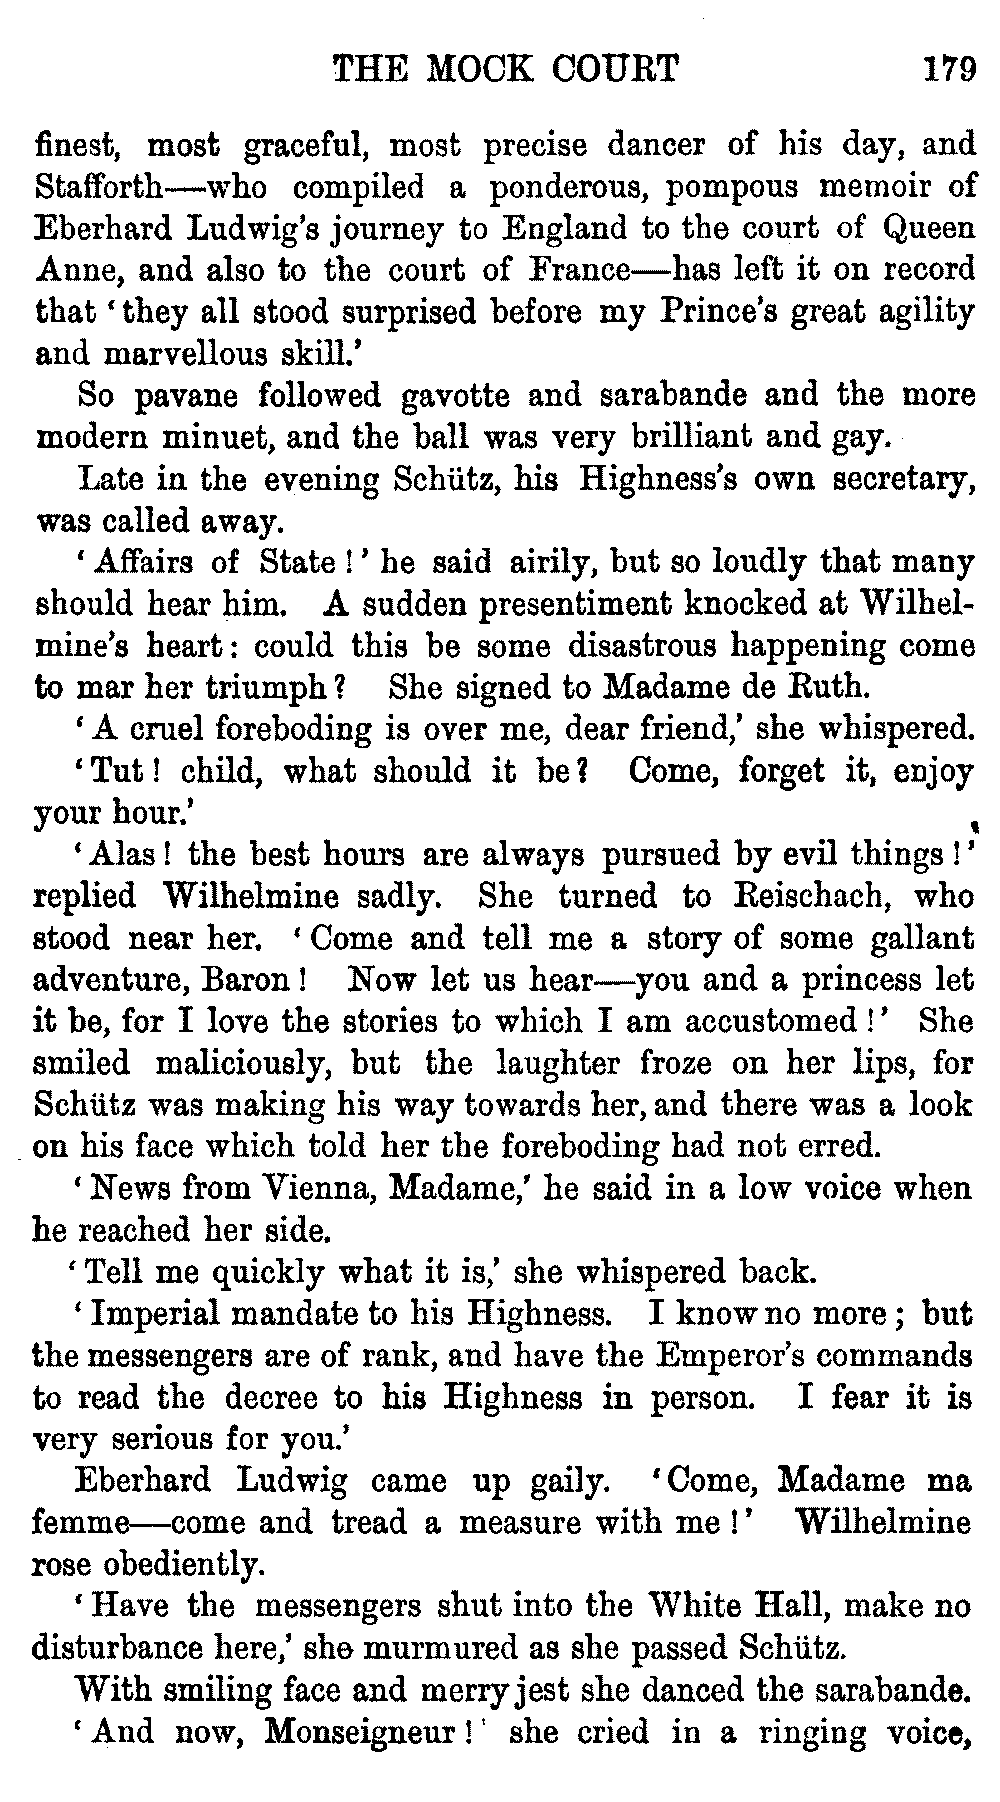 THE MOCK COURT 179
finest, most graceful, most precise dancer of his day, and
Stafforth—who compiled a ponderous, pompous memoir of
Eberhard Ludwig's journey to England to the court of Queen
Anne, and also to the court of France—has left it on record
that ‘they all stood surprised before my Prince's great agility
and marvellous skill.’
So pavane followed gavotte and sarabande and the more
modern minuet, and the ball was very brilliant and gay.
Late in the evening Schütz, his Highness's own secretary,
was called away.
‘Affairs of State!’ he said airily, but so loudly that many
should hear him. A sudden presentiment knocked at Wilhel-
mine's heart: could this be some disastrous happening come
to mar her triumph? She signed to Madame de Ruth.
‘A cruel foreboding is over me, dear friend,’ she whispered.
‘Tut! child, what should it be? Come, forget it, enjoy
your hour.’
‘Alas! the best hours are always pursued by evil things!’
replied Wilhelmine sadly. She turned to Reischach, who
stood near her. ‘Come and tell me a story of some gallant
adventure, Baron! Now let us hear—you and a princess let
it be, for I love the stories to which I am accustomed!’ She
smiled maliciously, but the laughter froze on her lips, for
Schütz was making his way towards her, and there was a look
on his face which told her the foreboding had not erred.
‘News from Vienna, Madame,’ he said in a low voice when
he reached her side.
‘Tell me quickly what it is,’ she whispered back.
‘Imperial mandate to his Highness. I know no more; but
the messengers are of rank, and have the Emperor's commands
to read the decree to his Highness in person. I fear it is
very serious for you.’
Eberhard Ludwig came up gaily. ‘Come, Madame ma
femme—come and tread a measure with me!’ Wilhelmine
rose obediently.
‘Have the messengers shut into the White Hall, make no
disturbance here,’ she murmured as she passed Schütz.
With smiling face and merry jest she danced the sarabande.
‘And now, Monseigneur!’ she cried in a ringing voice,